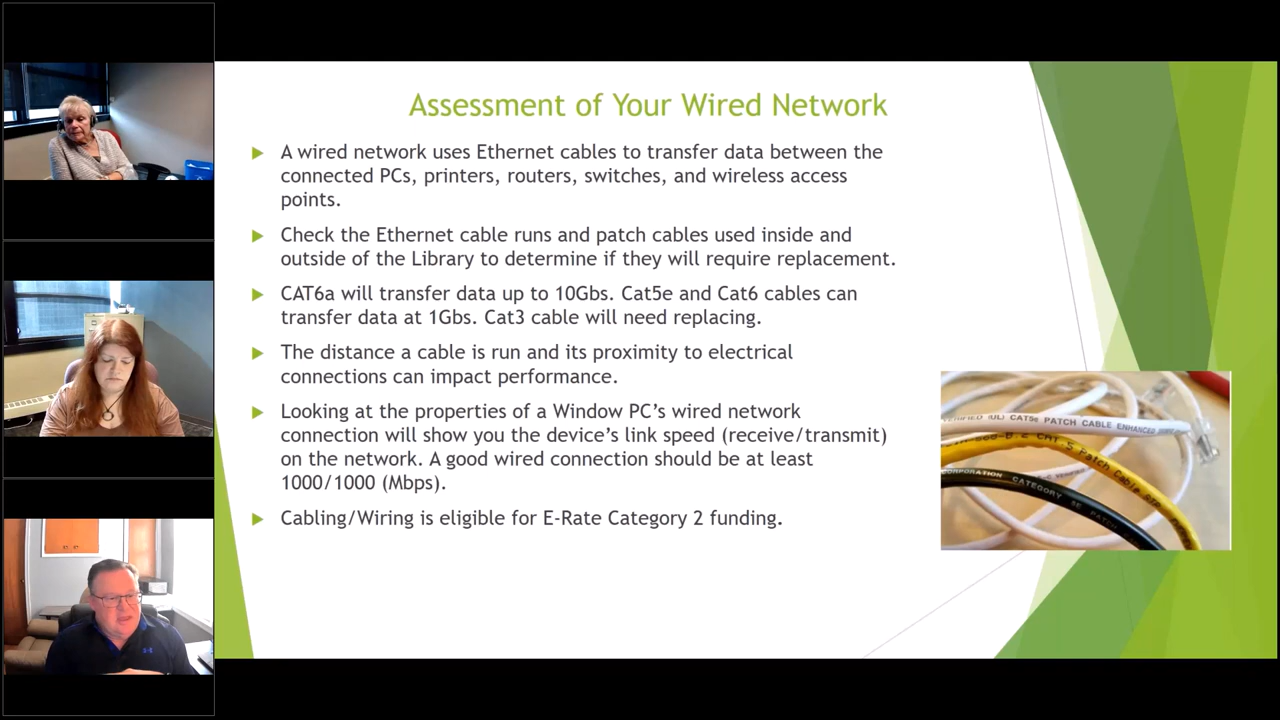 Assessment of Your Wired Network
A wired network uses Ethernet cables to transfer data between the
connected PCs, printers, routers, switches, and wireless access
points.
Check the Ethernet cable runs and patch cables used inside and
outside of the Library to determine if they will require replacement.
CAT6a will transfer data up to 10Gbs. Cat5e and Cat6 cables can
transfer data at 1Gbs. Cat3 cable will need replacing.
The distance a cable is run and its proximity to electrical
connections can impact performance.
Looking at the properties of a Window PC's wired network
connection will show you the device's link speed (receive/transmit)
on the network. A good wired connection should be at least
1000/1000 (Mbps).
Cabling/Wiring is eligible for E-Rate Category 2 funding.
VERIFIED (UL) CAT5e PATCH CABLE ENHANCED
CAT.5 Patch Cable
CORPORATION CATEGORY 5E PATCH